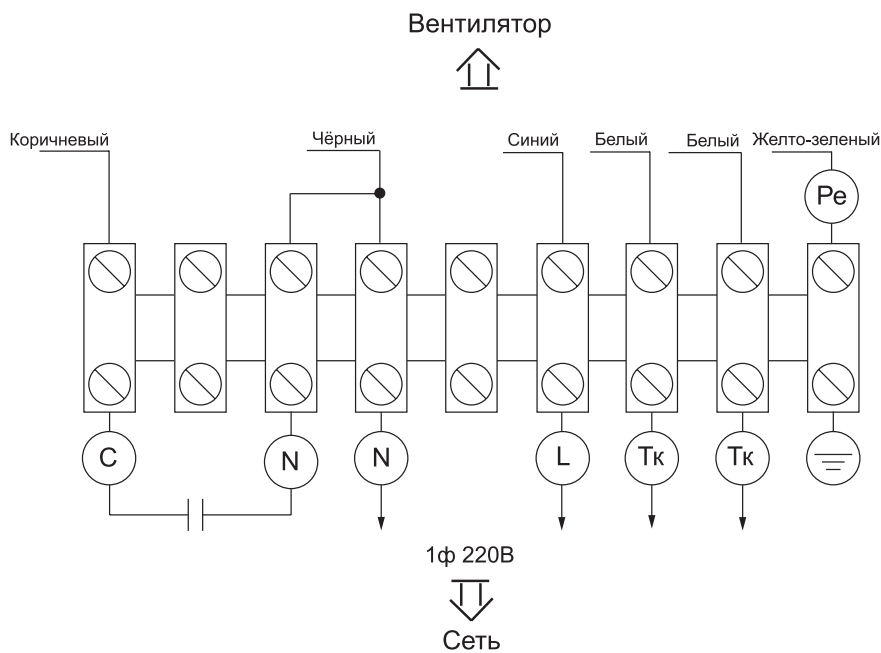 Вентилятор
Коричневый
Чёрный
Синий
Белый
Белый
Желто-зеленый
Pe
C
N
N
L
Тк
Тк
1ф 220В
Сеть